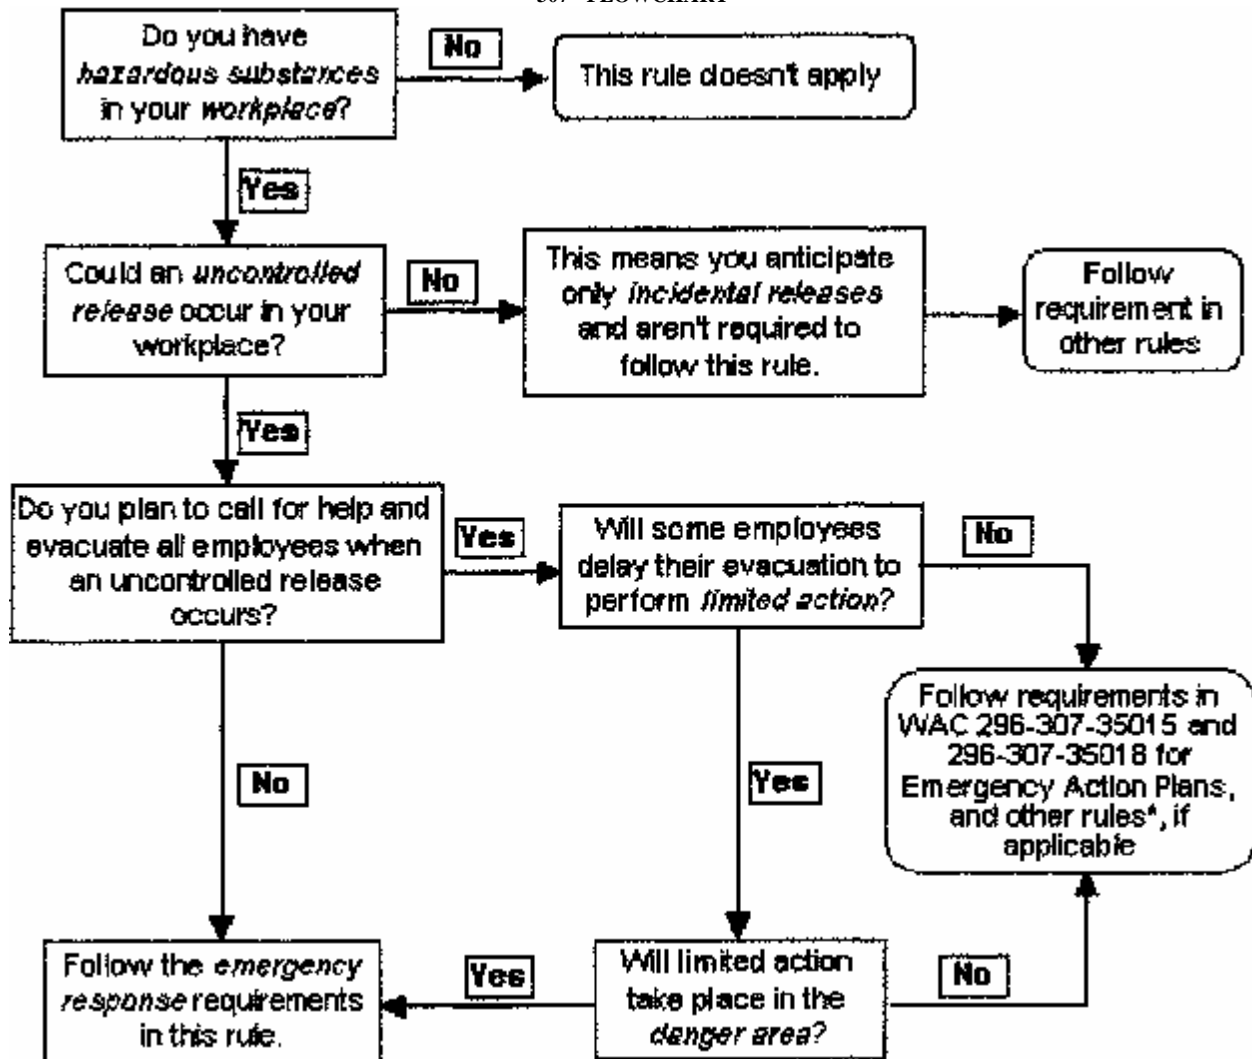 Do you have
hazardous substances
in your workplace?
No
This rule doesn't apply
Yes
Could an uncontrolled
release occur in your
workplace?
No
This means you anticipate
only incidental releases
and aren't required to
follow this rule.
Follow
requirement in
other rules
Yes
Do you plan to call for help and
evacuate all employees when
an uncontrolled release
occurs?
Yes
Will some employees
delay their evacuation to
perform limited action?
No
Follow requirements in
WAC 296-307-35015 and
296-307-35018 for
Emergency Action Plans,
and other rules*, if
applicable
No
Yes
Follow the emergency
response requirements
in this rule.
Yes
Will limited action
take place in the
danger area?
No